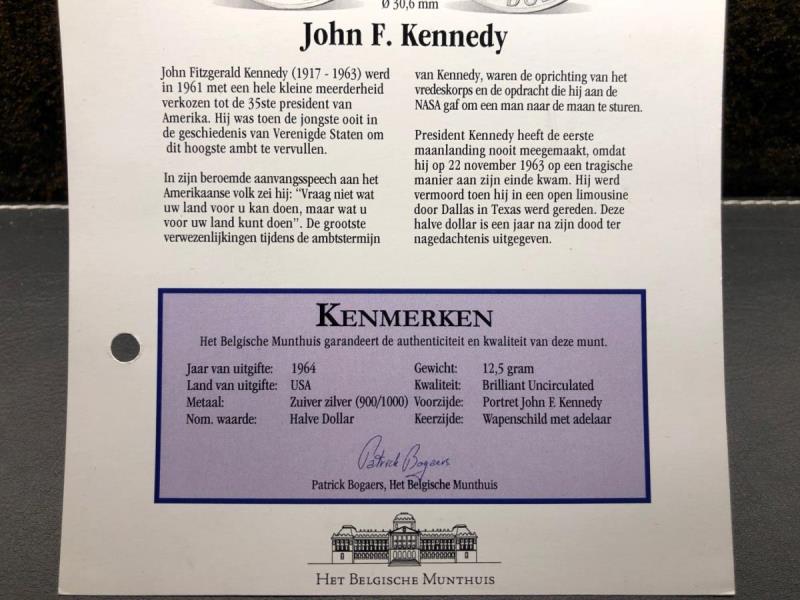 Ø 30,6 mm
John F. Kennedy
John Fitzgerald Kennedy (1917 - 1963) werd
in 1961 met een hele kleine meerderheid
verkozen tot de 35ste president van
Amerika. Hij was toen de jongste ooit in
de geschiedenis van Verenigde Staten om
dit hoogste ambt te vervullen.
In zijn beroemde aanvangsspeech aan het
Amerikaanse volk zei hij: “Vraag niet wat
uw land voor u kan doen, maar wat u
voor uw land kunt doen”. De grootste
verwezenlijkingen tijdens de ambtstermijn
van Kennedy, waren de oprichting van het
vredeskorps en de opdracht die hij aan de
NASA gaf om een man naar de maan te sturen.
President Kennedy heeft de eerste
maanlanding nooit meegemaakt, omdat
hij op 22 november 1963 op een tragische
manier aan zijn einde kwam. Hij werd
vermoord toen hij in een open limousine
door Dallas in Texas werd gereden. Deze
halve dollar is een jaar na zijn dood ter
nagedachtenis uitgegeven.
KENMERKEN
Het Belgische Munthuis garandeert de authenticiteit en kwaliteit van deze munt.
Jaar van uitgifte: 1964 Gewicht: 12,5 gram
Land van uitgifte: USA Kwaliteit: Brilliant Uncirculated
Metaal: Zuiver zilver (900/1000) Voorzijde: Portret John F. Kennedy
Nom. waarde: Halve Dollar Keerzijde: Wapenschild met adelaar
Patrick Bogaers
Patrick Bogaers, Het Belgische Munthuis
HET BELGISCHE MUNTHUIS